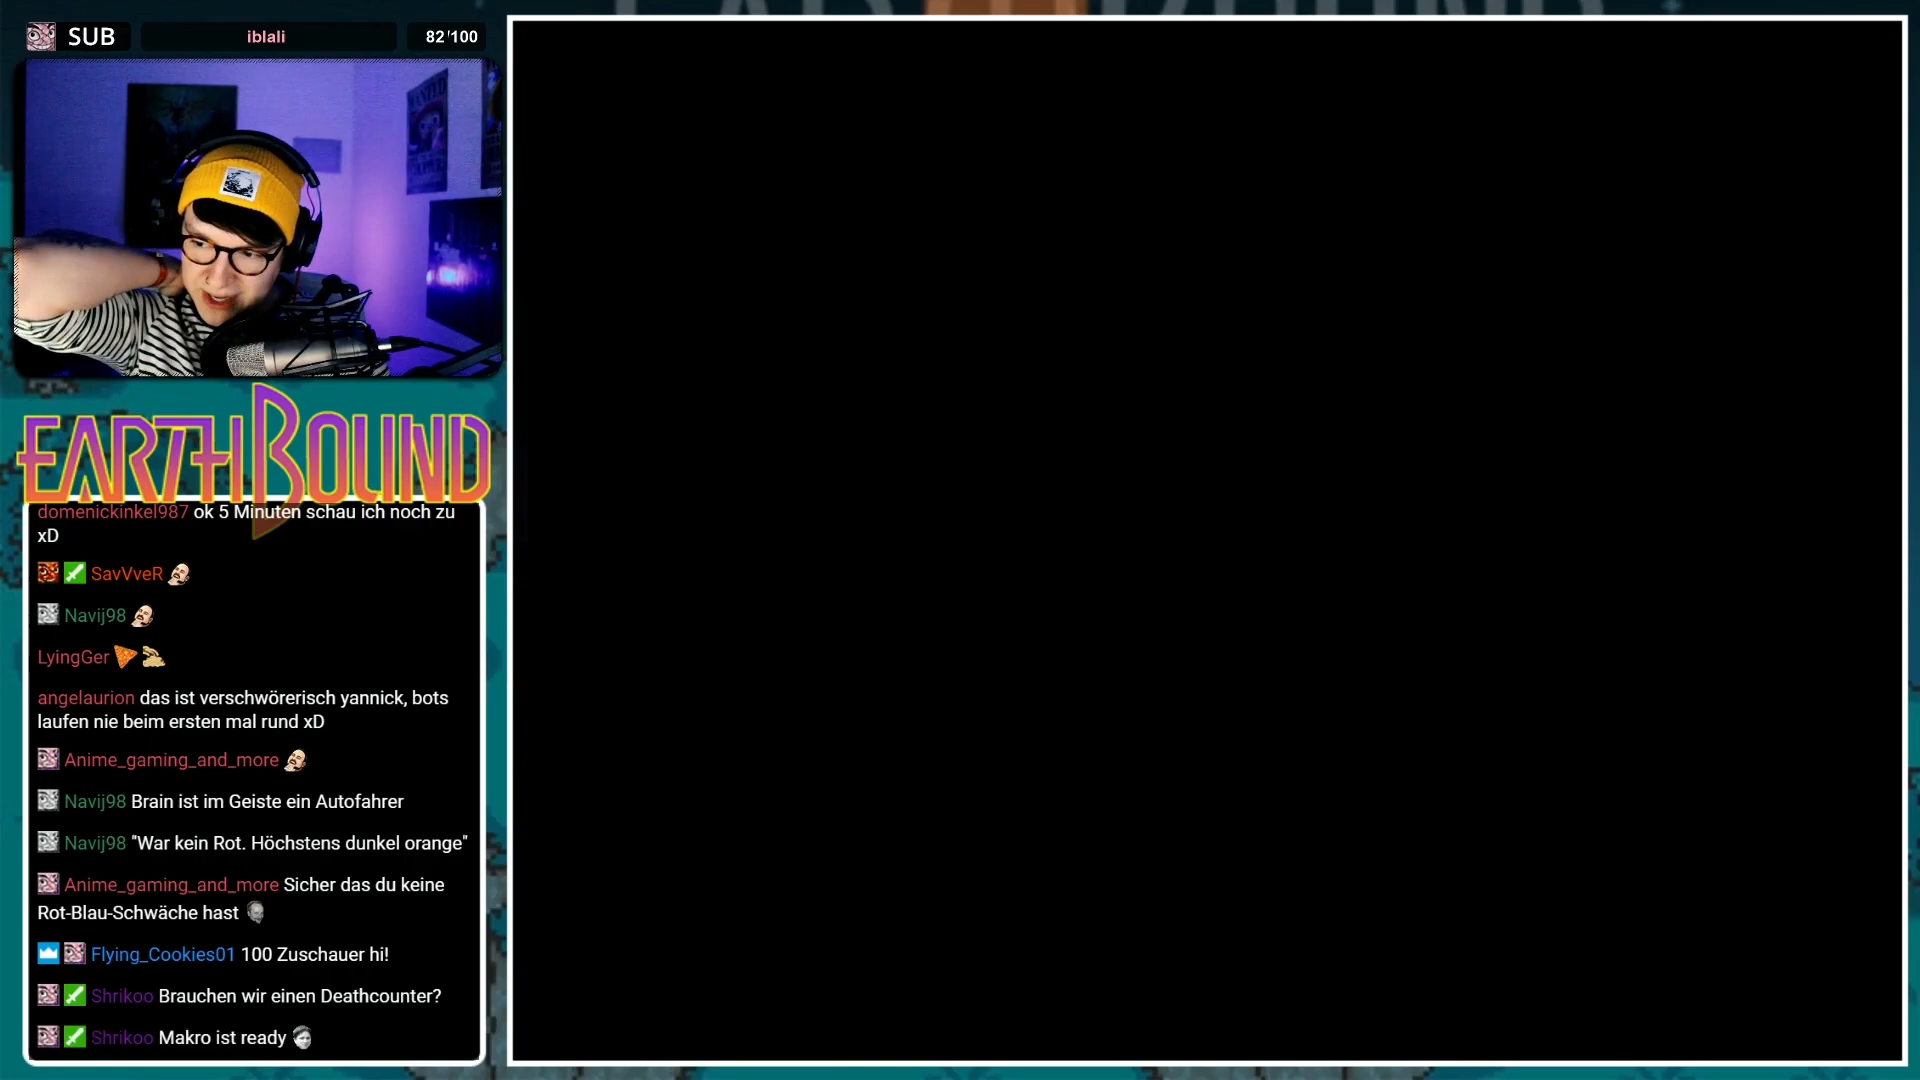 SUB
iblali
82/100
WANTED
EARTHBOUND
domenickinkel987 ok 5 Minuten schau ich noch zu
xD
SavVveR
Navij98
LyingGer
angelaurion das ist verschwörerisch yannick, bots
laufen nie beim ersten mal rund xD
Anime_gaming_and_more
Navij98 Brain ist im Geiste ein Autofahrer
Navij98 "War kein Rot. Höchstens dunkel orange"
Anime_gaming_and_more Sicher das du keine
Rot-Blau-Schwäche hast
Flying_Cookies01 100 Zuschauer hi!
Shrikoo Brauchen wir einen Deathcounter?
Shrikoo Makro ist ready